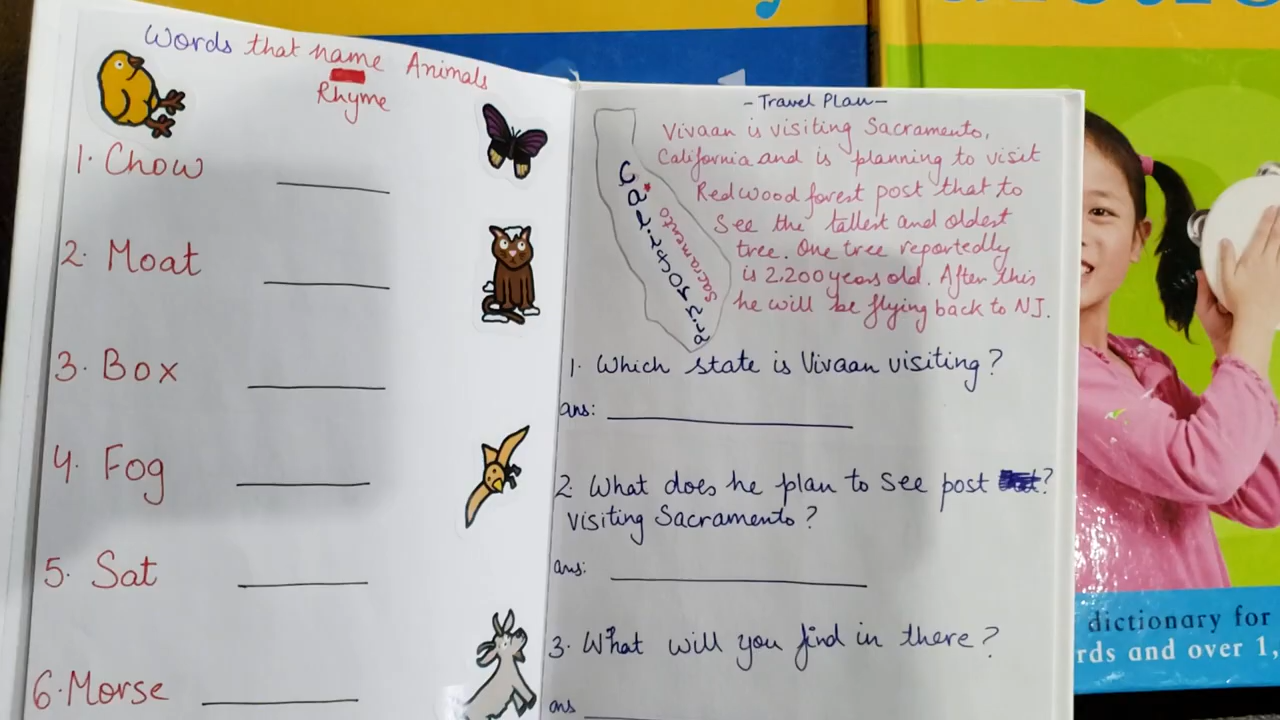 Words that name Animals
Rhyme
1. Chow
2. Moat
3. Box
4. Fog
5. Sat
6. Morse
- Travel Plan -
Vivaan is visiting Sacramento,
California and is planning to visit
Redwood forest post that to
see the tallest and oldest
tree. One tree reportedly
is 2,200 years old. After this
he will be flying back to NJ.
Sacramento
1. Which state is Vivaan visiting?
ans:
2 What does he plan to see post ?
visiting Sacramento?
ans:
3. What will you find in there?
ans
dictionary for
rds and over 1,